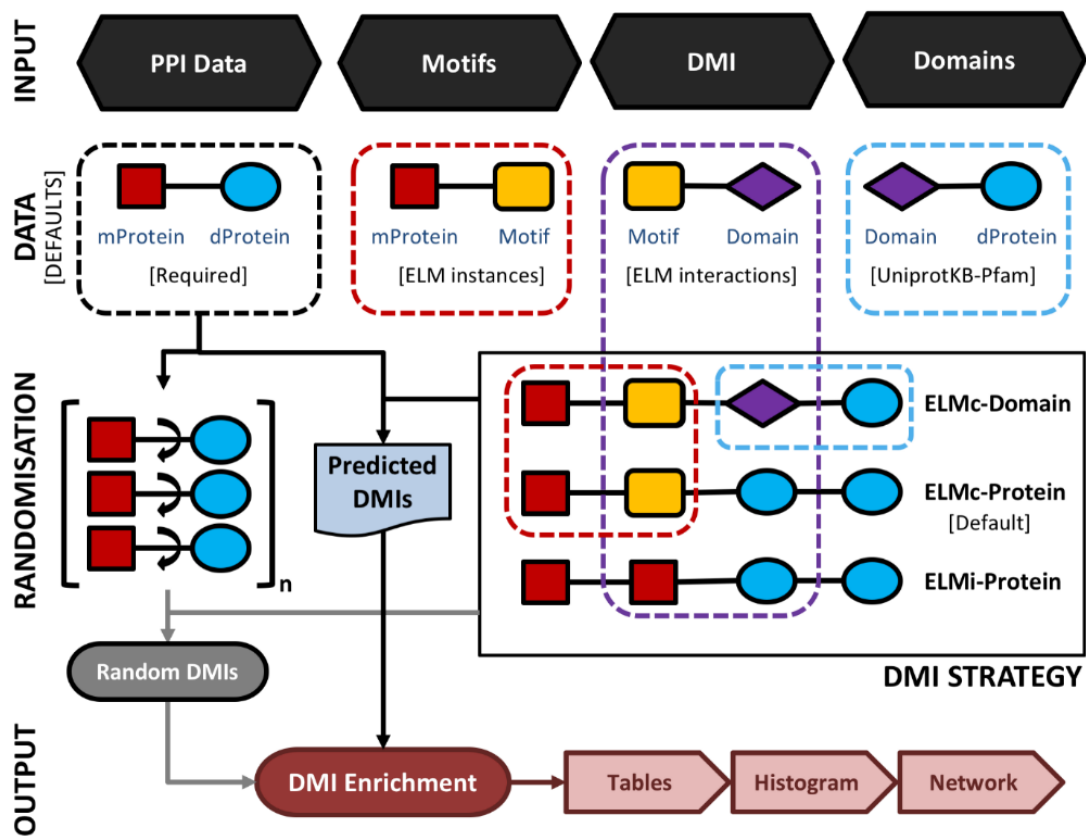 INPUT
PPI Data
Motifs
DMI
Domains
DATA
[DEFAULTS]
mProtein dProtein
[Required]
mProtein Motif
[ELM instances]
Motif Domain
[ELM interactions]
Domain dProtein
[UniprotKB-Pfam]
RANDOMISATION
n
Predicted
DMIs
ELMc-Domain
ELMc-Protein
[Default]
ELMi-Protein
DMI STRATEGY
Random DMIs
OUTPUT
DMI Enrichment
Tables
Histogram
Network